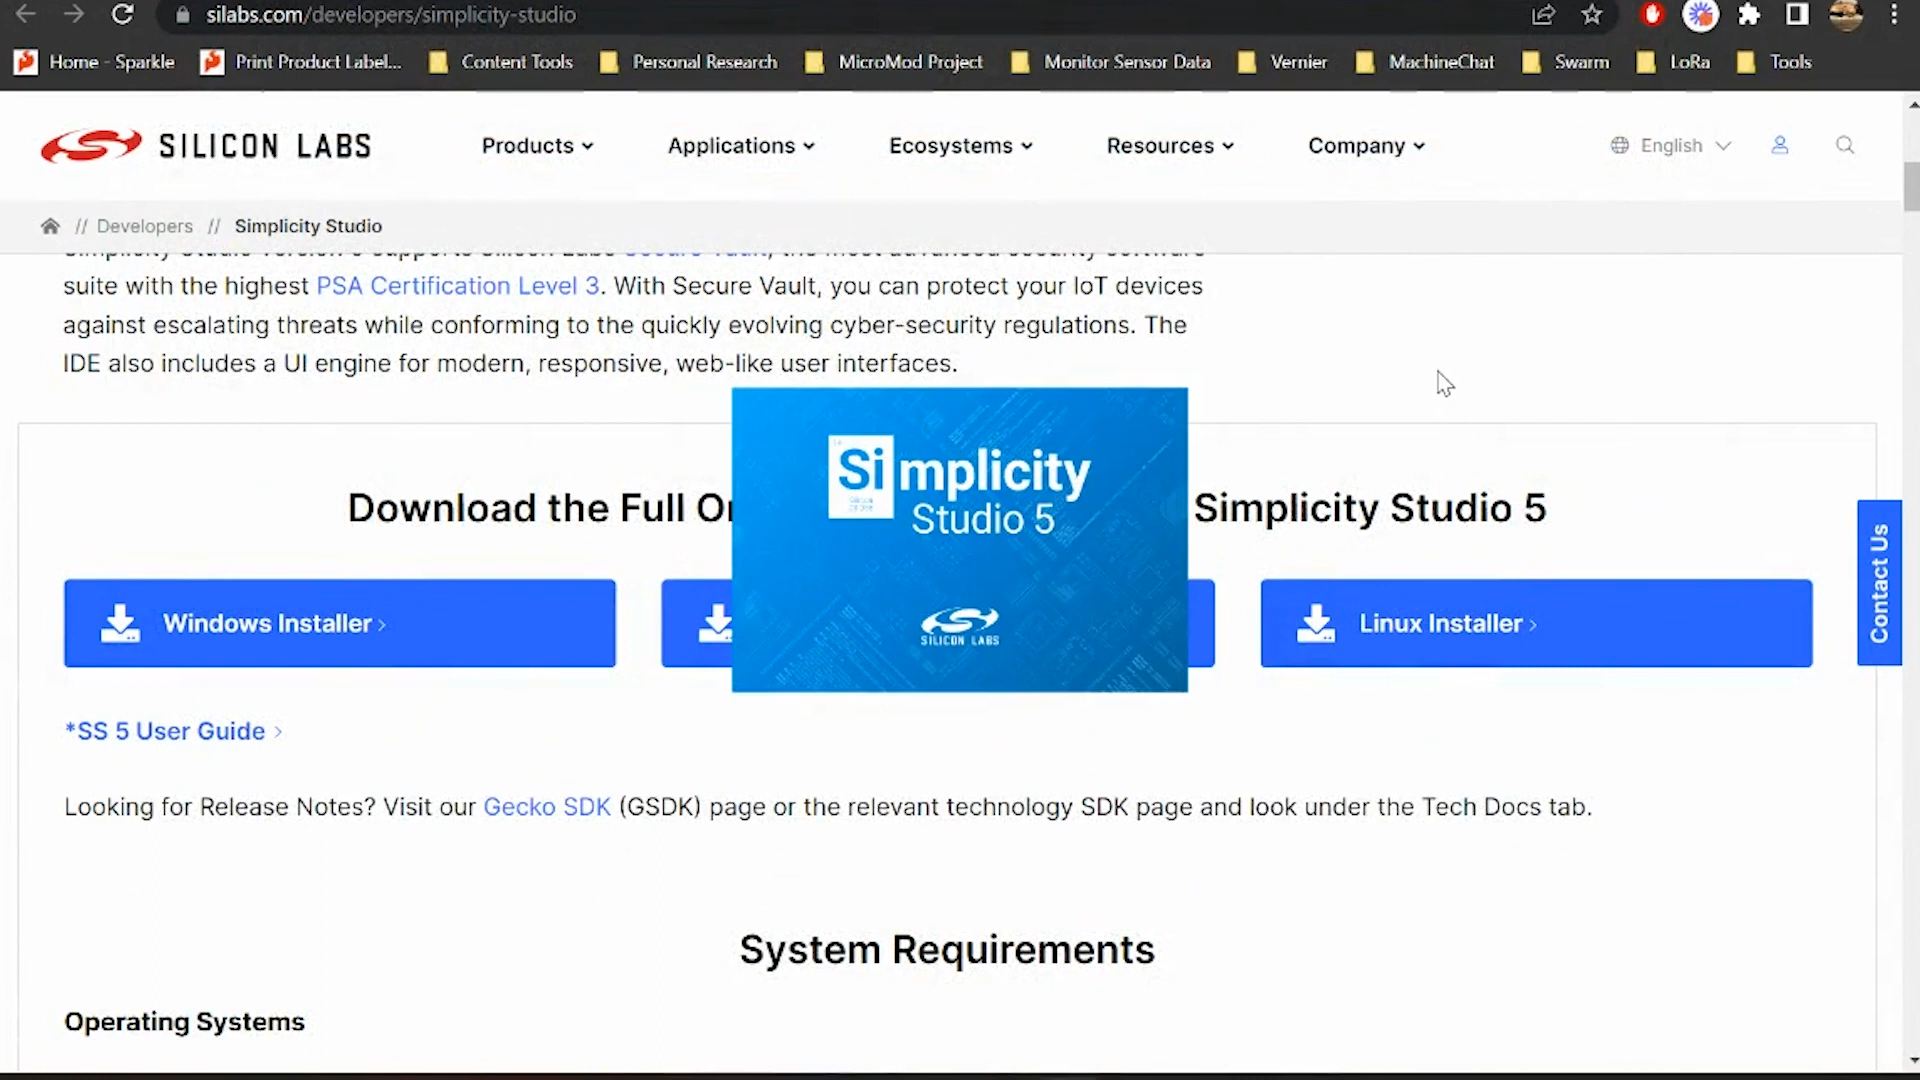 silabs.com/developers/simplicity-studio
Home - Sparkle
Print Product Label...
Content Tools
Personal Research
MicroMod Project
Monitor Sensor Data
Vernier
MachineChat
Swarm
LoRa
Tools
SILICON LABS
Products
Applications
Ecosystems
Resources
Company
English
// Developers // Simplicity Studio
suite with the highest PSA Certification Level 3. With Secure Vault, you can protect your IoT devices
against escalating threats while conforming to the quickly evolving cyber-security regulations. The
IDE also includes a UI engine for modern, responsive, web-like user interfaces.
Download the Full
Simplicity Studio 5
Simplicity
Studio 5
SILICON LABS
Windows Installer
Linux Installer
Contact Us
*SS 5 User Guide
Looking for Release Notes? Visit our Gecko SDK (GSDK) page or the relevant technology SDK page and look under the Tech Docs tab.
System Requirements
Operating Systems